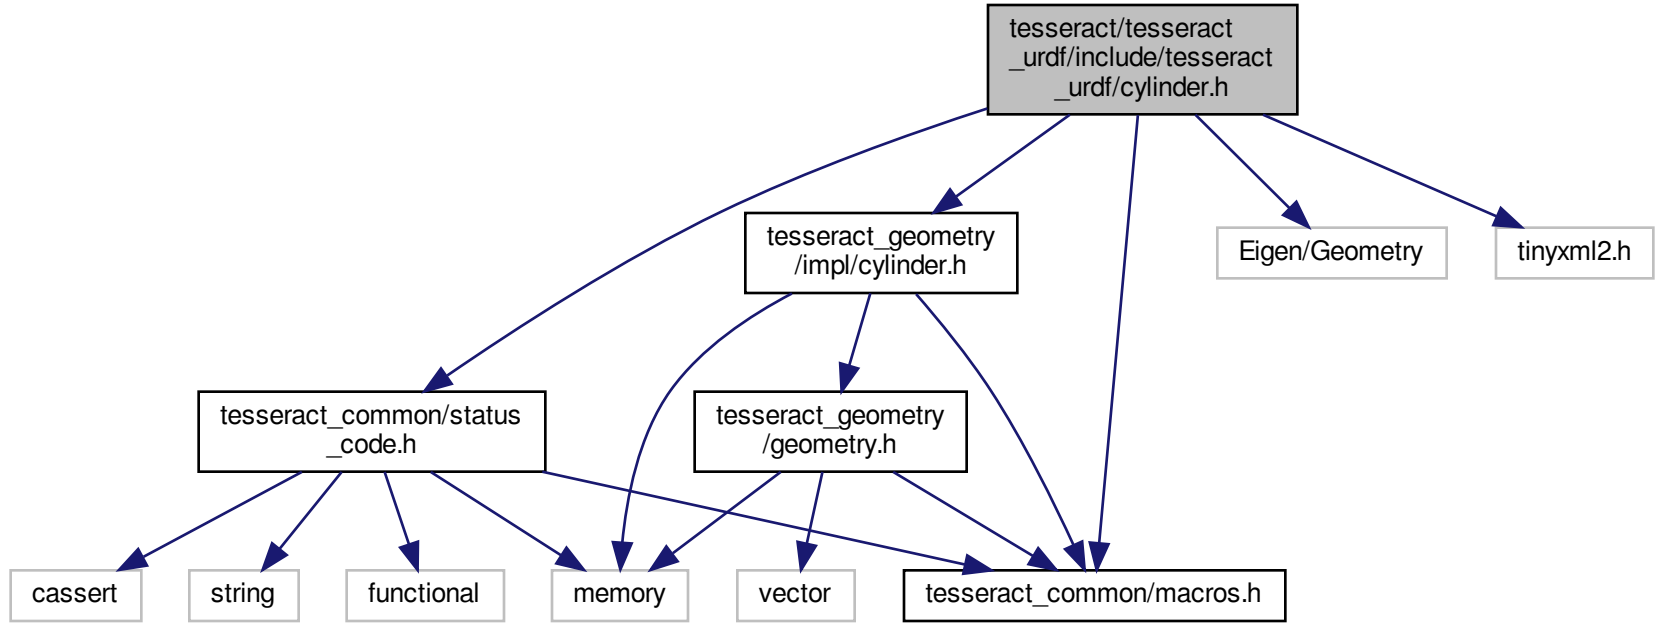 tesseract/tesseract
_urdf/include/tesseract
_urdf/cylinder.h
tesseract_geometry
/impl/cylinder.h
Eigen/Geometry
tinyxml2.h
tesseract_common/status
_code.h
tesseract_geometry
/geometry.h
cassert
string
functional
memory
vector
tesseract_common/macros.h